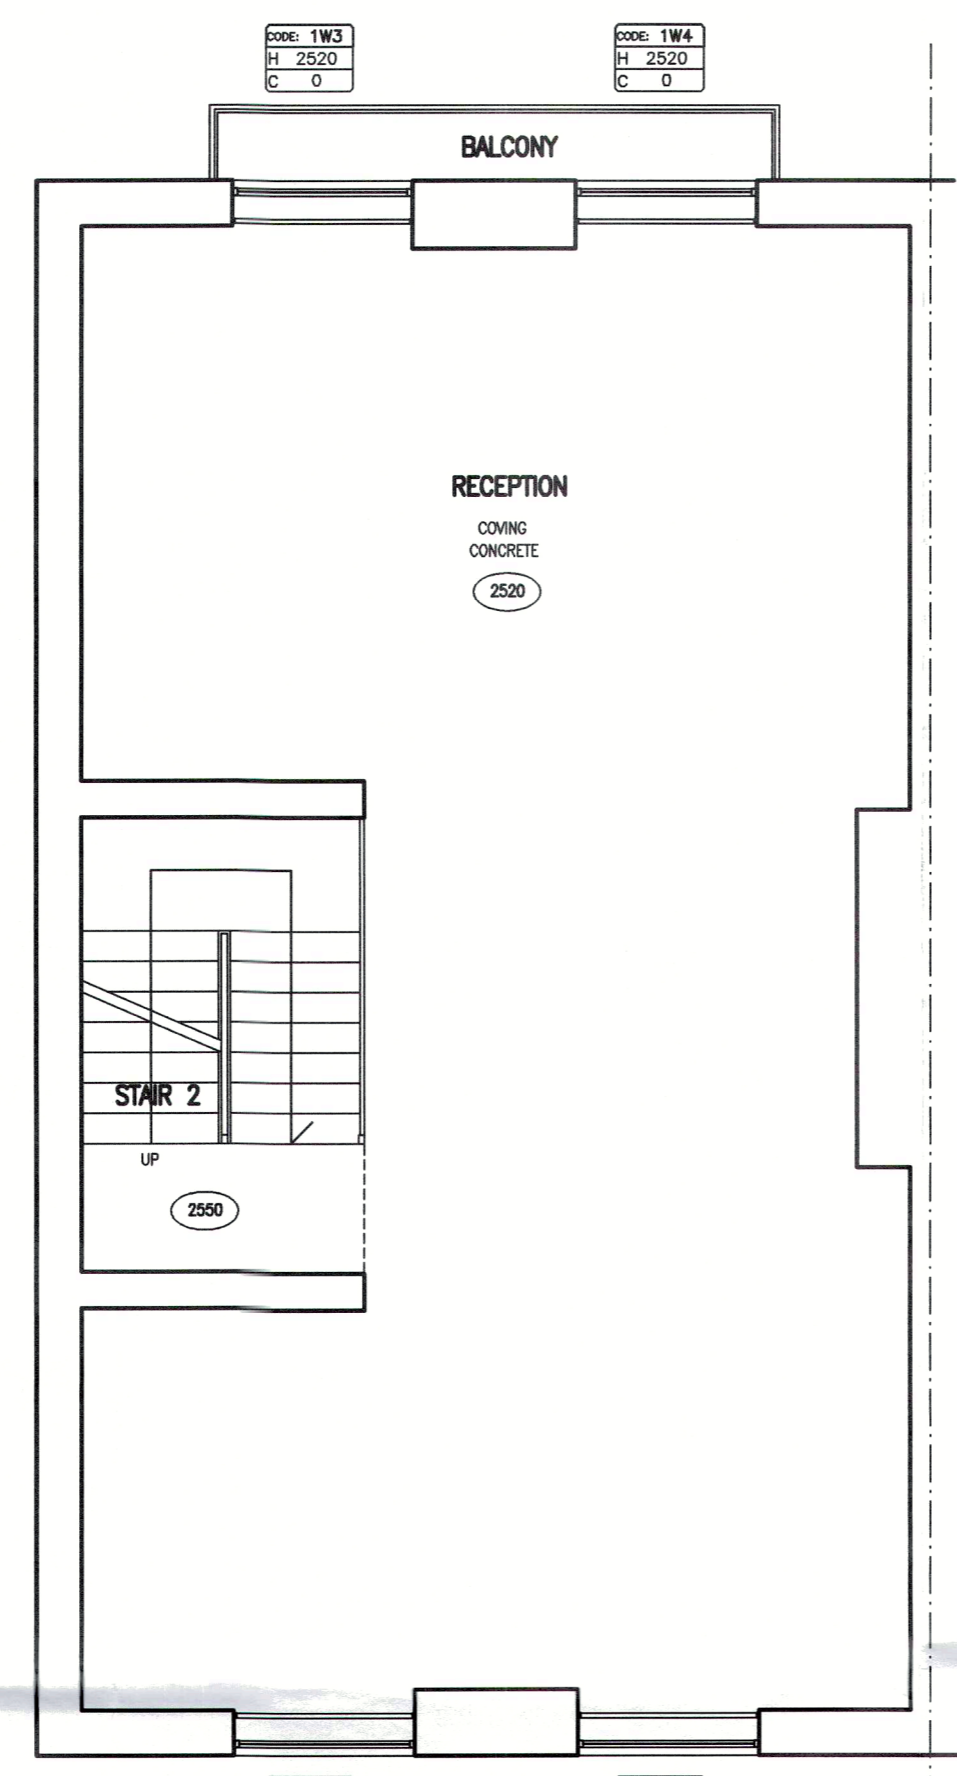 CODE: 1W3
H 2520
C 0
CODE: 1W4
H 2520
C 0
BALCONY
RECEPTION
COVING
CONCRETE
2520
STAIR 2
UP
2550